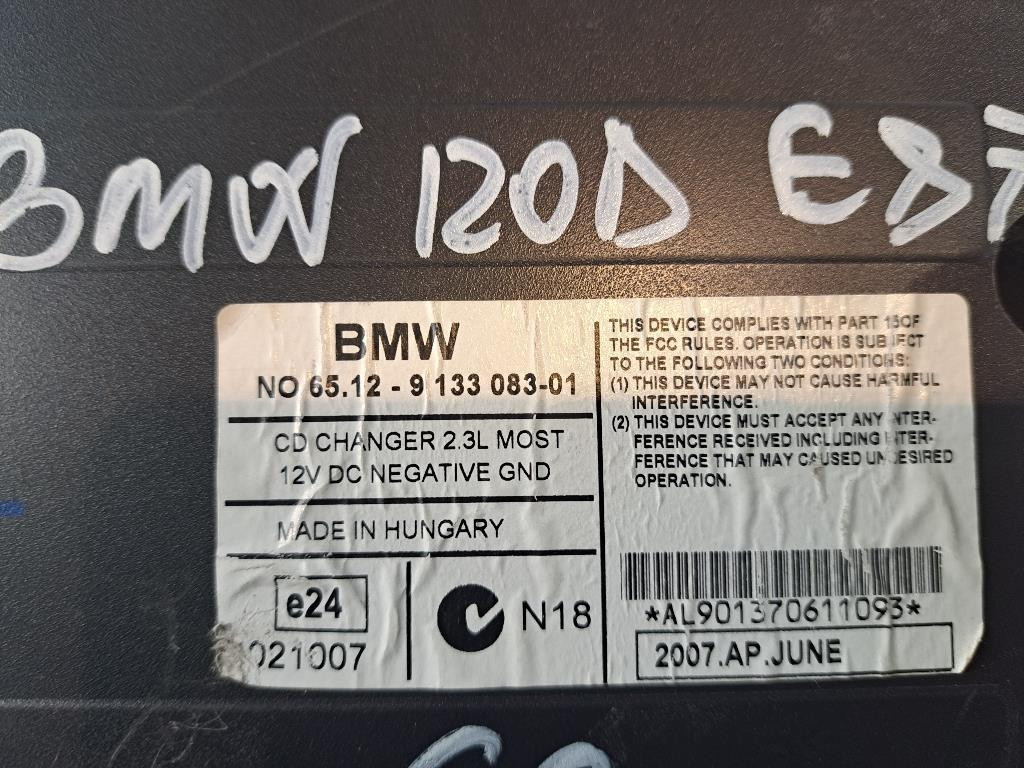 BMW 120D E87
BMW
NO 65.12 - 9 133 083-01
CD CHANGER 2.3L MOST
12V DC NEGATIVE GND
MADE IN HUNGARY
e24
021007
N18
THIS DEVICE COMPLIES WITH PART 15OF
THE FCC RULES. OPERATION IS SUBJECT
TO THE FOLLOWING TWO CONDITIONS:
(1) THIS DEVICE MAY NOT CAUSE HARMFUL
INTERFERENCE.
(2) THIS DEVICE MUST ACCEPT ANY INTER-
FERENCE RECEIVED INCLUDING INTER-
FERENCE THAT MAY CAUSED UNDESIRED
OPERATION.
*AL901370611093*
2007.AP.JUNE